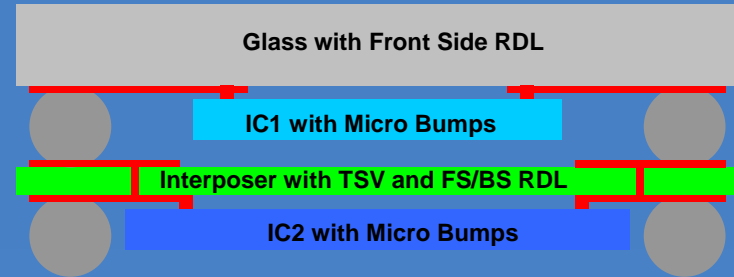 Glass with Front Side RDL
IC1 with Micro Bumps
Interposer with TSV and FS/BS RDL
IC2 with Micro Bumps